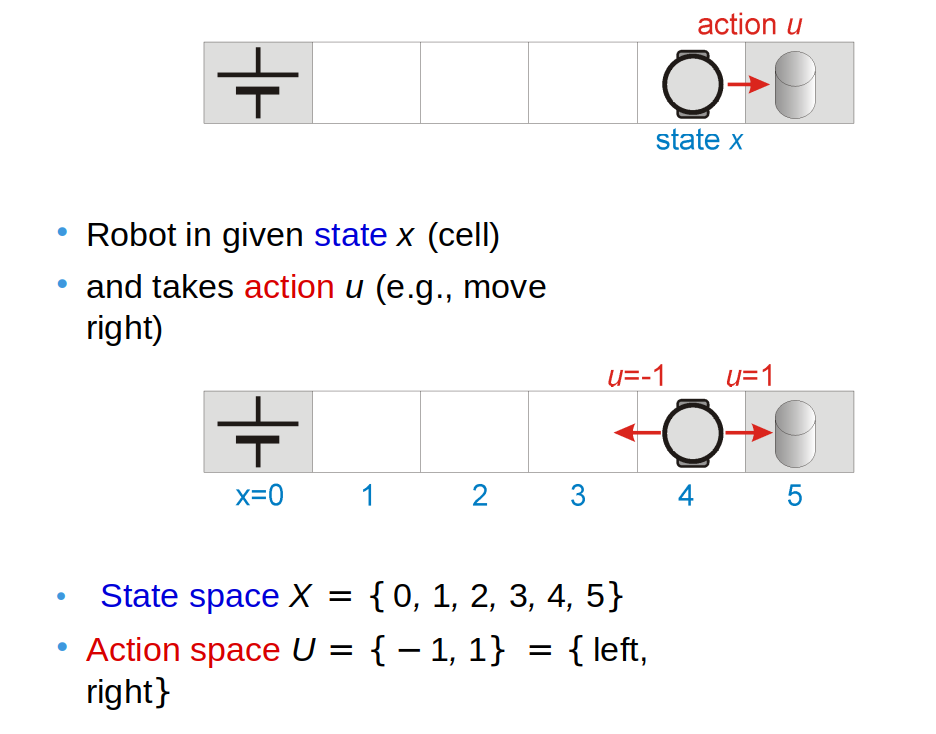 action u
state x
• Robot in given state x (cell)
• and takes action u (e.g., move
right)
u=-1 u=1
x=0 1 2 3 4 5
• State space X = { 0, 1, 2, 3, 4, 5}
• Action space U = { − 1, 1} = { left,
right}